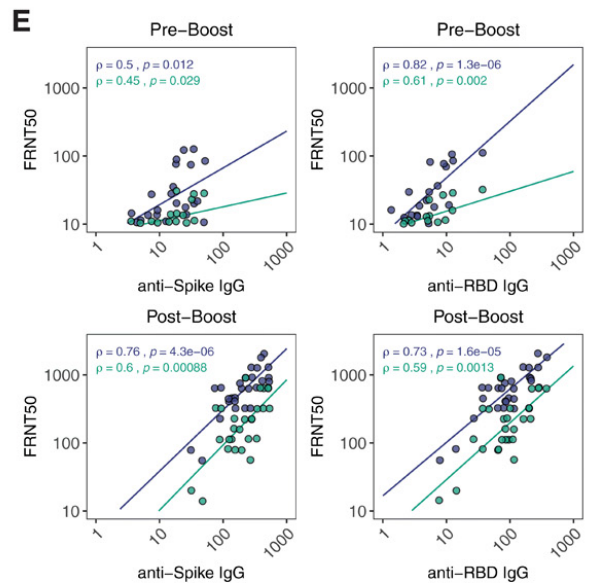 E
Pre-Boost
ρ = 0.5 , p = 0.012
ρ = 0.45 , p = 0.029
FRNT50
1000
100
10
1
10
100
1000
anti-Spike IgG
Pre-Boost
ρ = 0.82 , p = 1.3e-06
ρ = 0.61 , p = 0.002
FRNT50
1000
100
10
1
10
100
1000
anti-RBD IgG
Post-Boost
ρ = 0.76 , p = 4.3e-06
ρ = 0.6 , p = 0.00088
FRNT50
1000
100
10
1
10
100
1000
anti-Spike IgG
Post-Boost
ρ = 0.73 , p = 1.6e-05
ρ = 0.59 , p = 0.0013
FRNT50
1000
100
10
1
10
100
1000
anti-RBD IgG